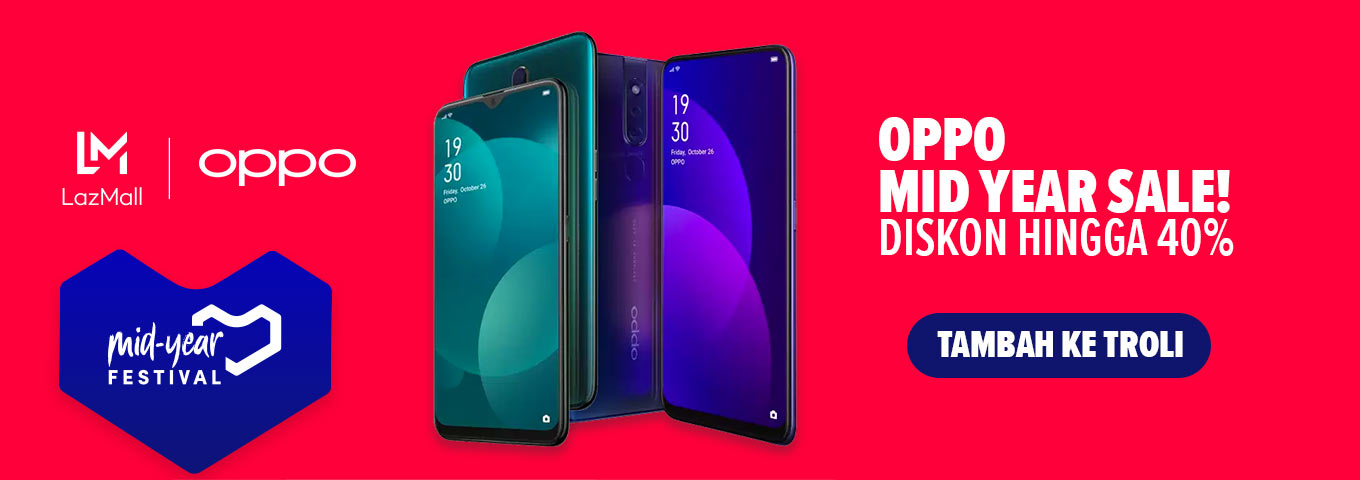 LM
LazMall
oppo
mid-year
FESTIVAL
19
30
Friday, October 26
OPPO
oppo
19
30
Friday, October 26
OPPO
OPPO
MID YEAR SALE!
DISKON HINGGA 40%
TAMBAH KE TROLI